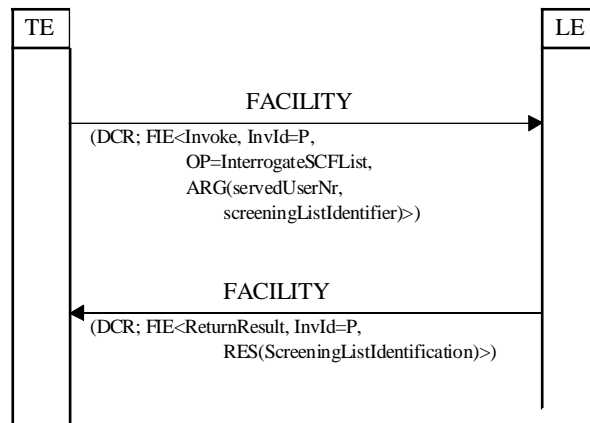 TE
LE
FACILITY
(DCR; FIE<Invoke, InvId=P,
OP=InterrogateSCFList,
ARG(servedUserNr,
screeningListIdentifier)>)
FACILITY
(DCR; FIE<ReturnResult, InvId=P,
RES(ScreeningListIdentification)>)